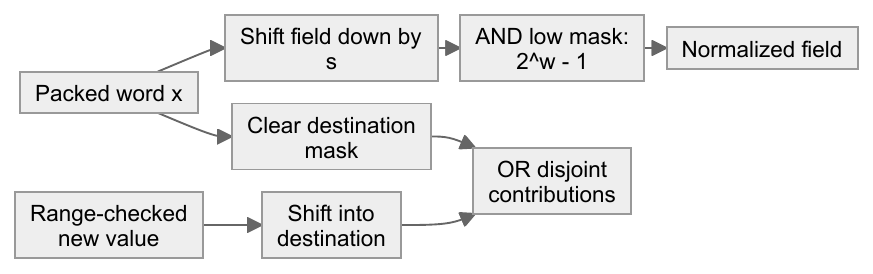 Shift field down by
s
AND low mask:
2^w - 1
Normalized field
Packed word x
Clear destination
mask
OR disjoint
contributions
Range-checked
new value
Shift into
destination